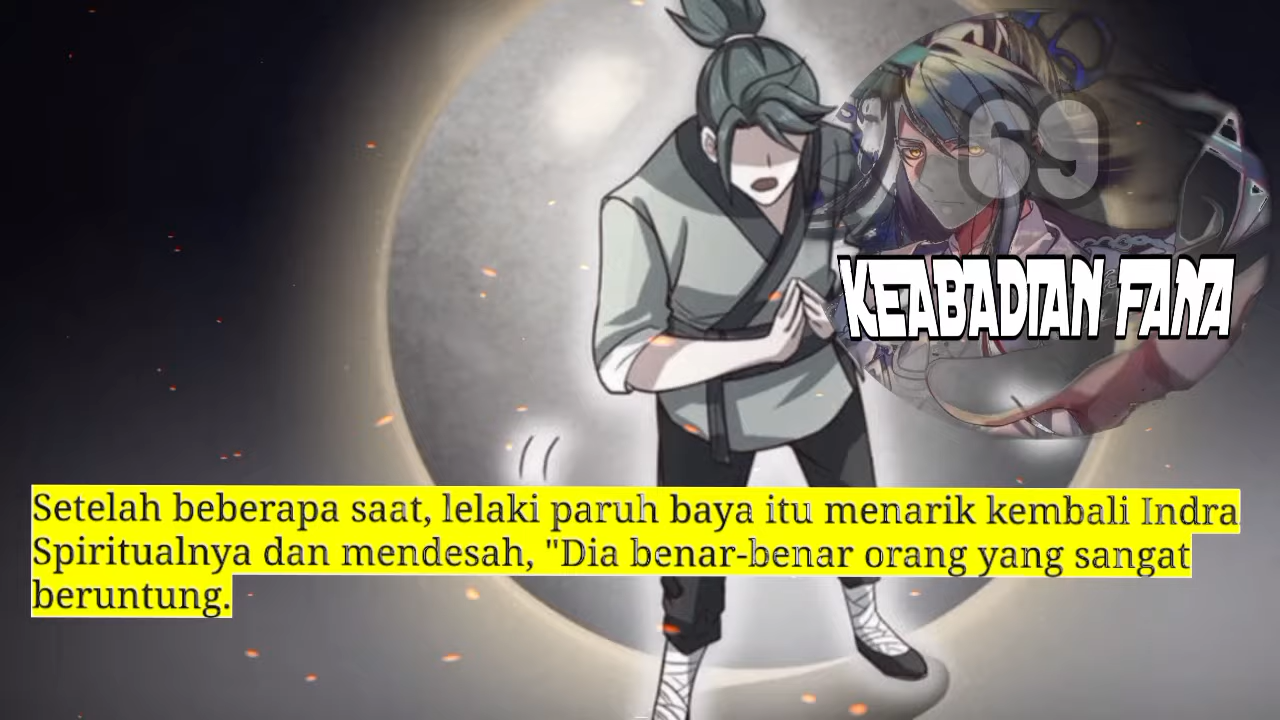 69
KEABADIAN FANA
Setelah beberapa saat, lelaki paruh baya itu menarik kembali Indra
Spiritualnya dan mendesah, "Dia benar-benar orang yang sangat
beruntung.